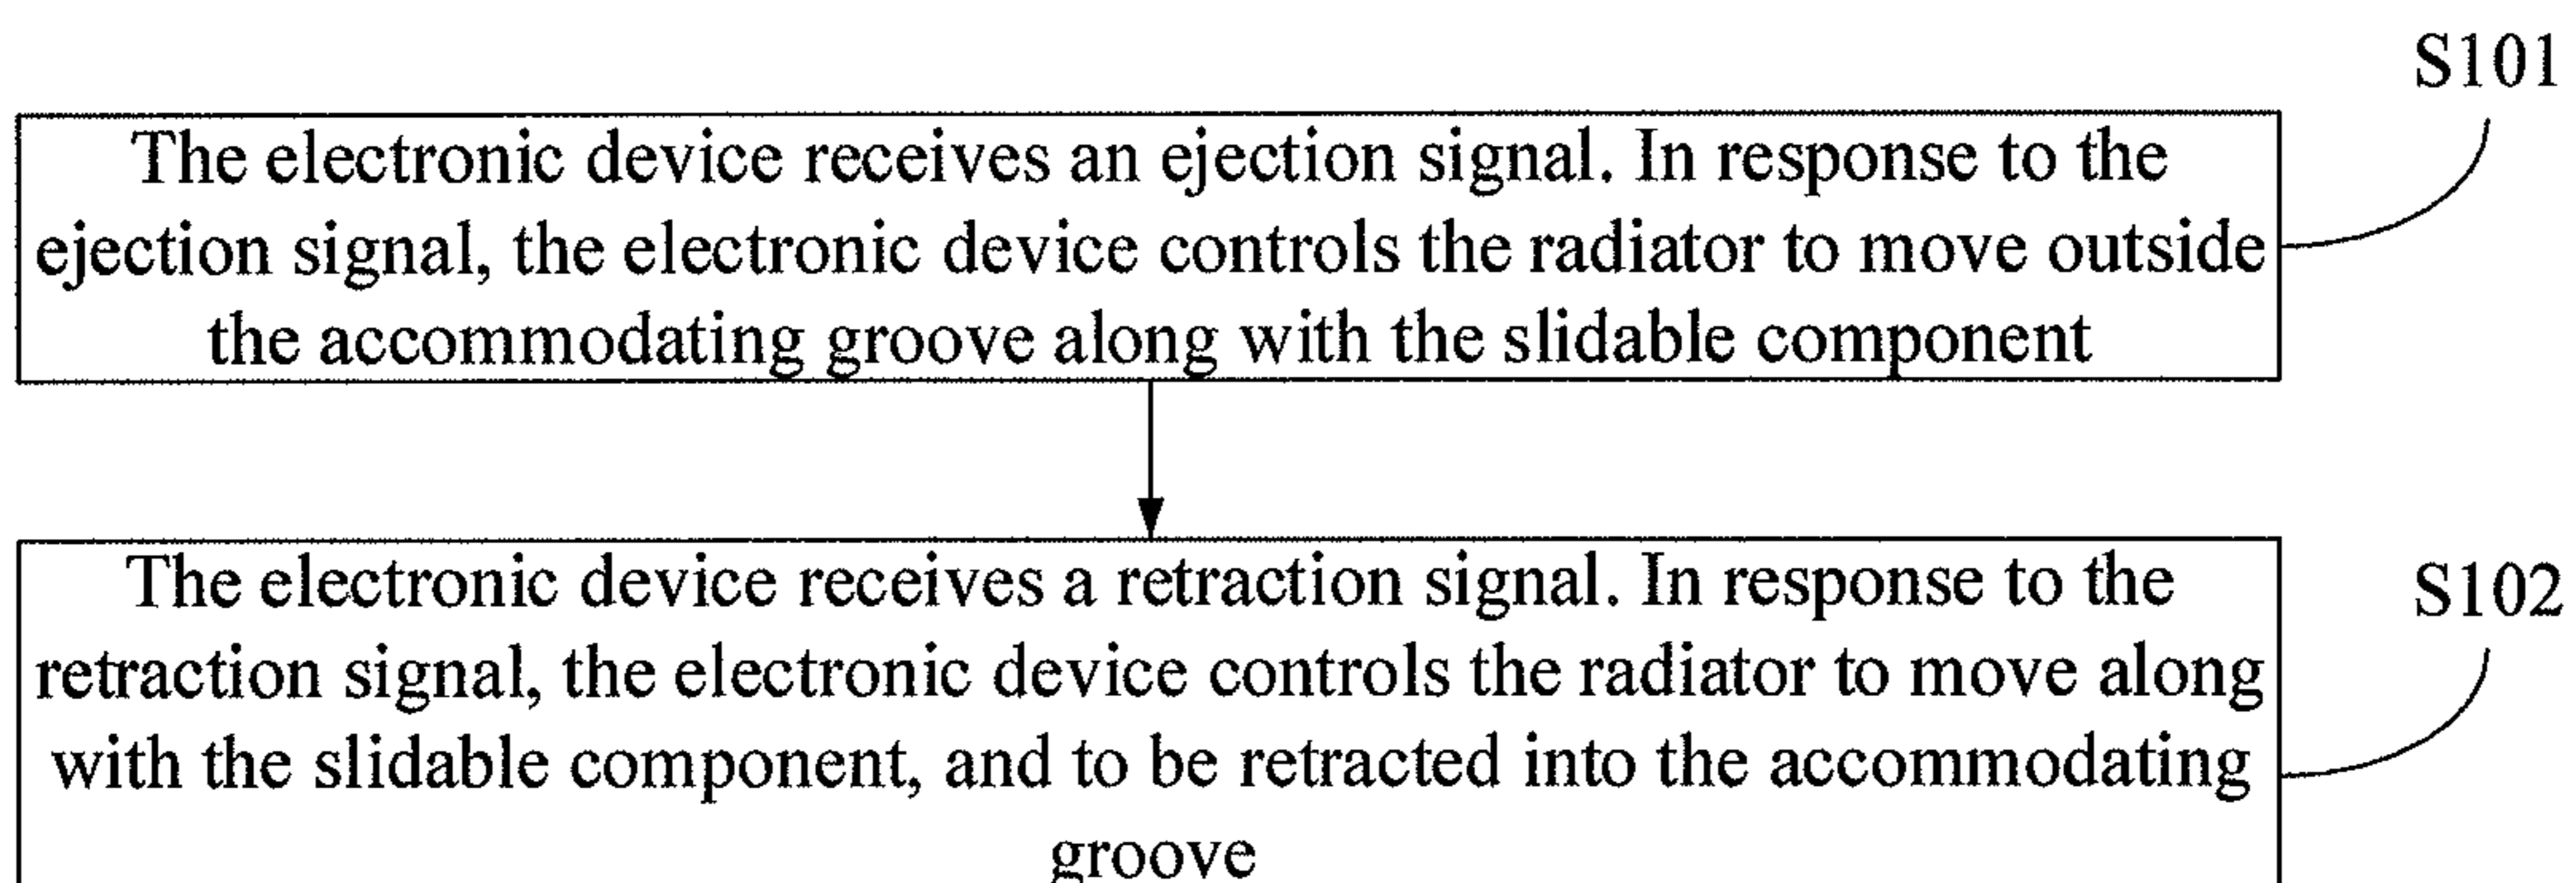 S101
The electronic device receives an ejection signal. In response to the
ejection signal, the electronic device controls the radiator to move outside
the accommodating groove along with the slidable component
The electronic device receives a retraction signal. In response to the
S102
retraction signal, the electronic device controls the radiator to move along
with the slidable component, and to be retracted into the accommodating
groove